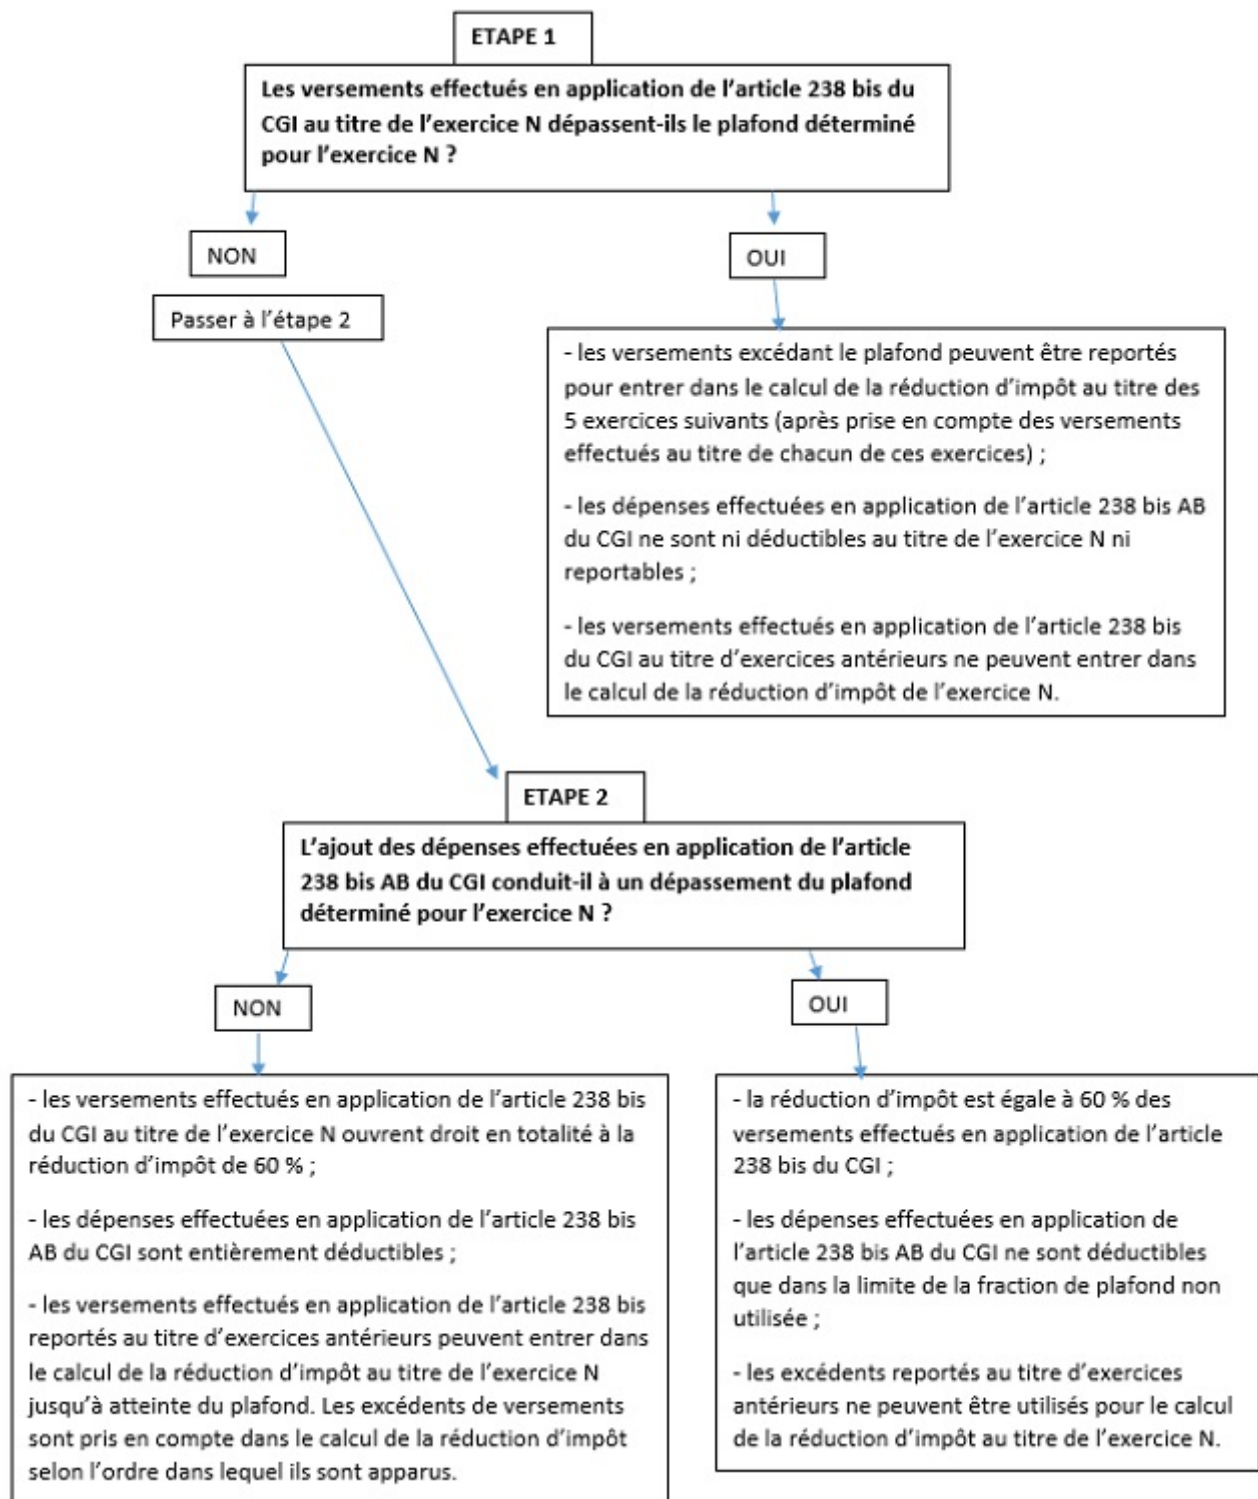 ETAPE 1
Les versements effectués en application de l'article 238 bis du
CGI au titre de l'exercice N dépassent-ils le plafond déterminé
pour l'exercice N ?
NON
OUI
Passer à l'étape 2
- les versements excédant le plafond peuvent être reportés
pour entrer dans le calcul de la réduction d'impôt au titre des
5 exercices suivants (après prise en compte des versements
effectués au titre de chacun de ces exercices) ;
- les dépenses effectuées en application de l'article 238 bis AB
du CGI ne sont ni déductibles au titre de l'exercice N ni
reportables ;
- les versements effectués en application de l'article 238 bis
du CGI au titre d'exercices antérieurs ne peuvent entrer dans
le calcul de la réduction d'impôt de l'exercice N.
ETAPE 2
L'ajout des dépenses effectuées en application de l'article
238 bis AB du CGI conduit-il à un dépassement du plafond
déterminé pour l'exercice N ?
NON
OUI
- les versements effectués en application de l'article 238 bis
du CGI au titre de l'exercice N ouvrent droit en totalité à la
réduction d'impôt de 60 % ;
- les dépenses effectuées en application de l'article 238 bis
AB du CGI sont entièrement déductibles ;
- les versements effectués en application de l'article 238 bis
reportés au titre d'exercices antérieurs peuvent entrer dans
le calcul de la réduction d'impôt au titre de l'exercice N
jusqu'à atteinte du plafond. Les excédents de versements
sont pris en compte dans le calcul de la réduction d'impôt
selon l'ordre dans lequel ils sont apparus.
- la réduction d'impôt est égale à 60 % des
versements effectués en application de l'article
238 bis du CGI ;
- les dépenses effectuées en application de
l'article 238 bis AB du CGI ne sont déductibles
que dans la limite de la fraction de plafond non
utilisée ;
- les excédents reportés au titre d'exercices
antérieurs ne peuvent être utilisés pour le calcul
de la réduction d'impôt au titre de l'exercice N.